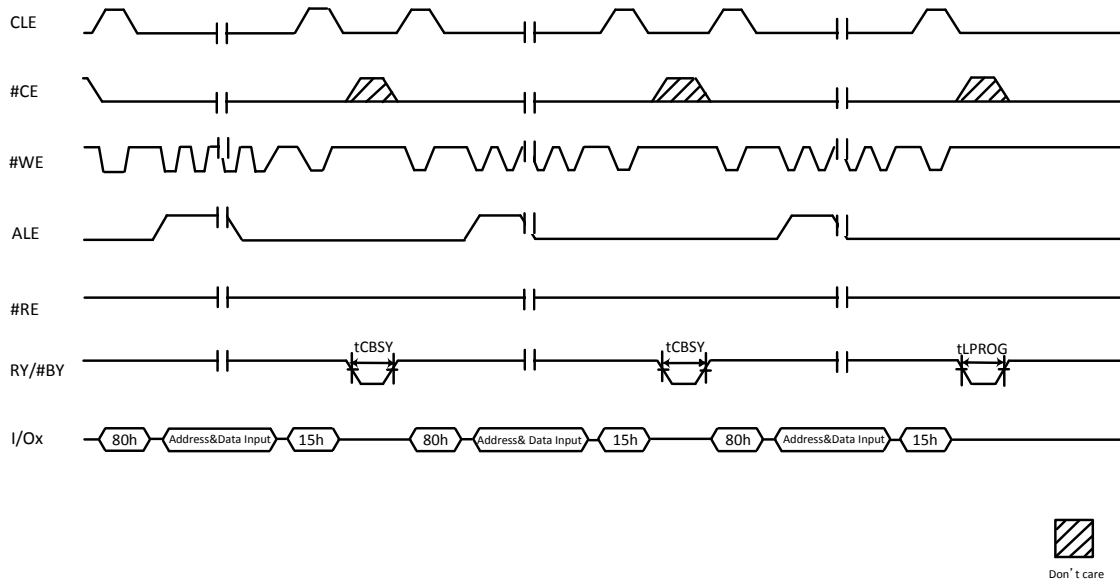 CLE
#CE
#WE
ALE
#RE
tCBSY tCBSY tLPROG
RY/#BY
I/Ox 80h Address&Data Input 15h 80h Address& Data Input 15h 80h Address&Data Input 15h
Don’t care